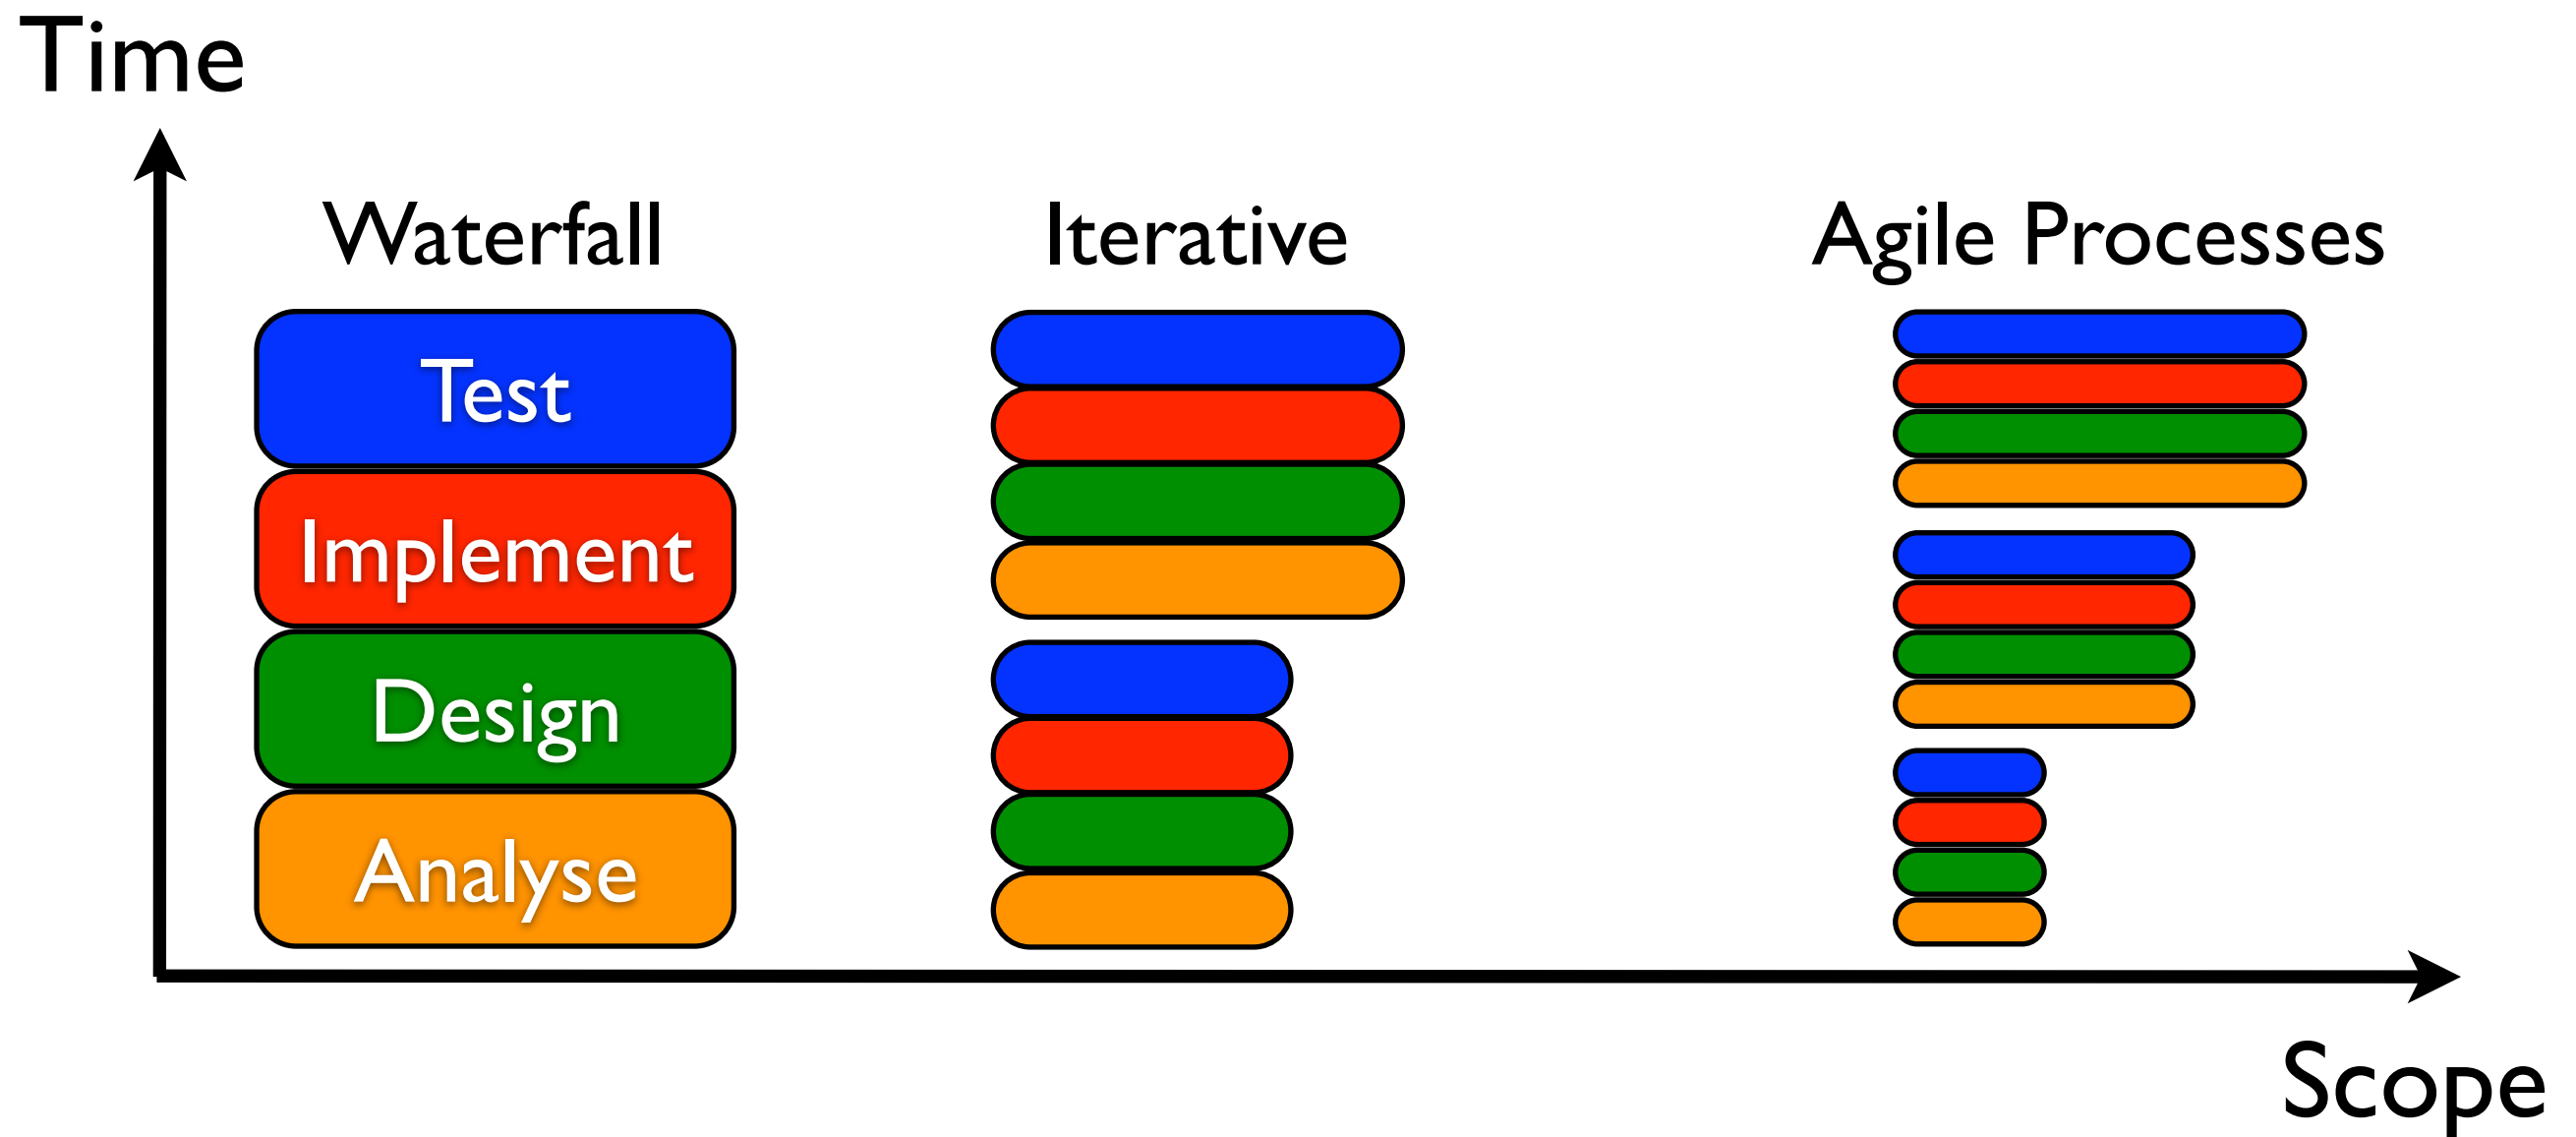 Time
Waterfall
Iterative
Agile Processes
Test
Implement
Design
Analyse
Scope